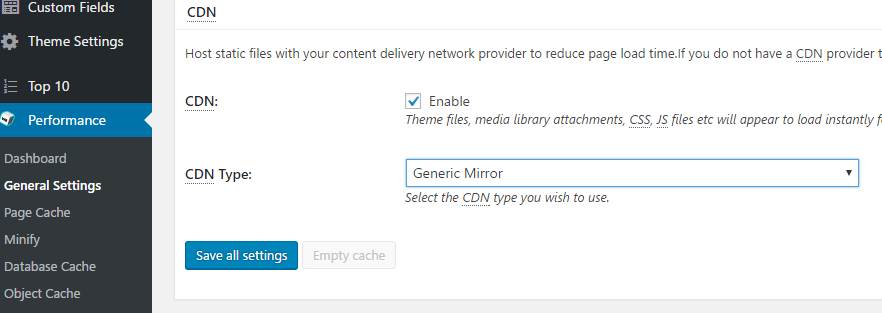 Custom Fields
Theme Settings
Top 10
Performance
Dashboard
General Settings
Page Cache
Minify
Database Cache
Object Cache
CDN
Host static files with your content delivery network provider to reduce page load time.If you do not have a CDN provider
CDN:
Enable
Theme files, media library attachments, CSS, JS files etc will appear to load instantly
CDN Type:
Generic Mirror
Select the CDN type you wish to use.
Save all settings
Empty cache